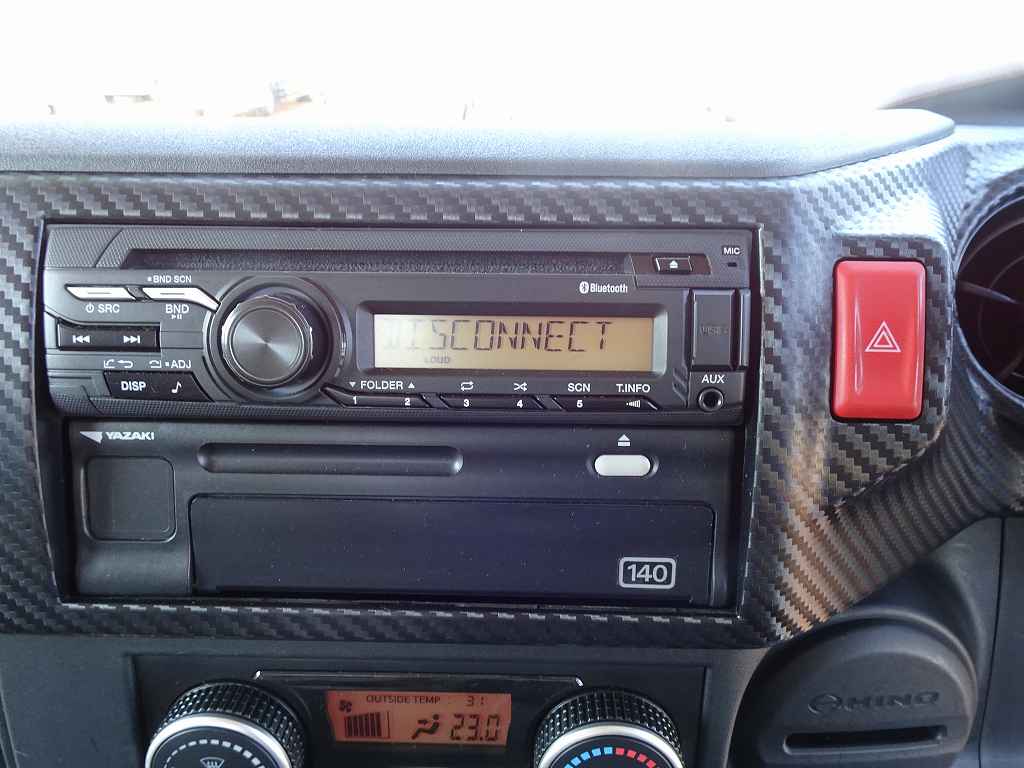 MIC
BND SCN
SRC
BND
Bluetooth
DISCONNECT
LOUD
ADJ
DISP
FOLDER
SCN
T.INFO
1
2
3
4
5
AUX
YAZAKI
140
OUTSIDE TEMP 31
23.0
HINO